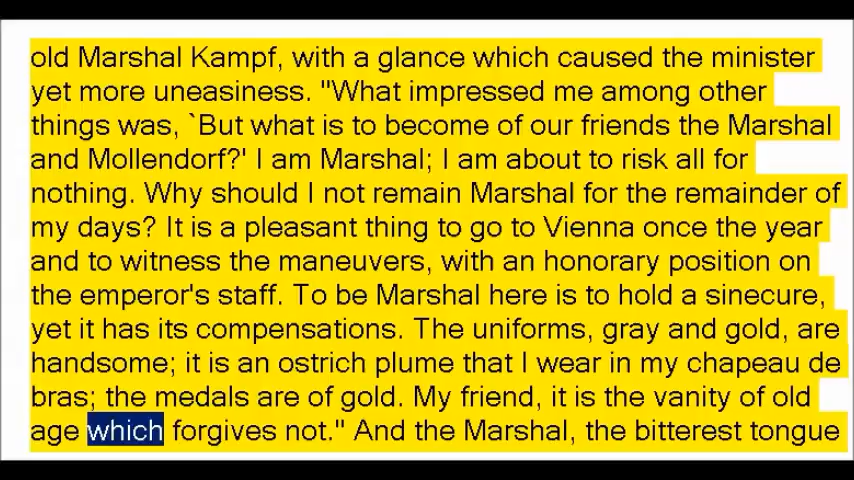 old Marshal Kampf, with a glance which caused the minister
yet more uneasiness. "What impressed me among other
things was, `But what is to become of our friends the Marshal
and Mollendorf?' I am Marshal; I am about to risk all for
nothing. Why should I not remain Marshal for the remainder of
my days? It is a pleasant thing to go to Vienna once the year
and to witness the maneuvers, with an honorary position on
the emperor's staff. To be Marshal here is to hold a sinecure,
yet it has its compensations. The uniforms, gray and gold, are
handsome; it is an ostrich plume that I wear in my chapeau de
bras; the medals are of gold. My friend, it is the vanity of old
age which forgives not." And the Marshal, the bitterest tongue